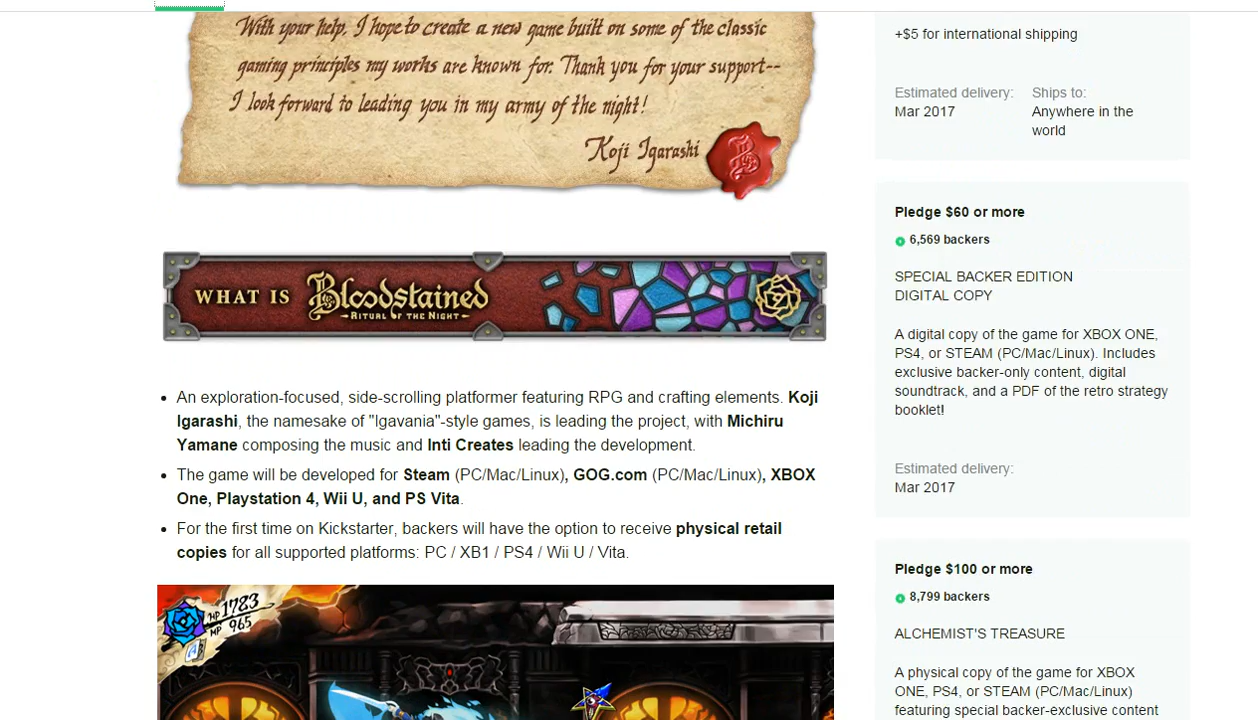 With your help, I hope to create a new game built on some of the classic
gaming principles my works are known for. Thank you for your support--
I look forward to leading you in my army of the night!
Koji Igarashi
B
WHAT IS Bloodstained
RITUAL OF THE NIGHT
• An exploration-focused, side-scrolling platformer featuring RPG and crafting elements. Koji
Igarashi, the namesake of "Igavania"-style games, is leading the project, with Michiru
Yamane composing the music and Inti Creates leading the development.
• The game will be developed for Steam (PC/Mac/Linux), GOG.com (PC/Mac/Linux), XBOX
One, Playstation 4, Wii U, and PS Vita.
• For the first time on Kickstarter, backers will have the option to receive physical retail
copies for all supported platforms: PC / XB1 / PS4 / Wii U / Vita.
HP 1783
MP 965
+$5 for international shipping
Estimated delivery: Ships to:
Mar 2017 Anywhere in the
world
Pledge $60 or more
6,569 backers
SPECIAL BACKER EDITION
DIGITAL COPY
A digital copy of the game for XBOX ONE,
PS4, or STEAM (PC/Mac/Linux). Includes
exclusive backer-only content, digital
soundtrack, and a PDF of the retro strategy
booklet!
Estimated delivery:
Mar 2017
Pledge $100 or more
8,799 backers
ALCHEMIST'S TREASURE
A physical copy of the game for XBOX
ONE, PS4, or STEAM (PC/Mac/Linux)
featuring special backer-exclusive content